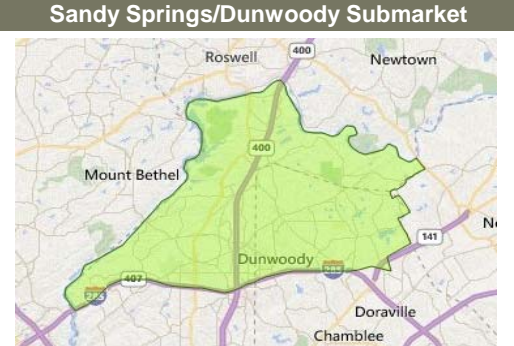 Sandy Springs/Dunwoody Submarket
400
Roswell
Newtown
400
Mount Bethel
141
Dunwoody
407
285
Doraville
Chamblee